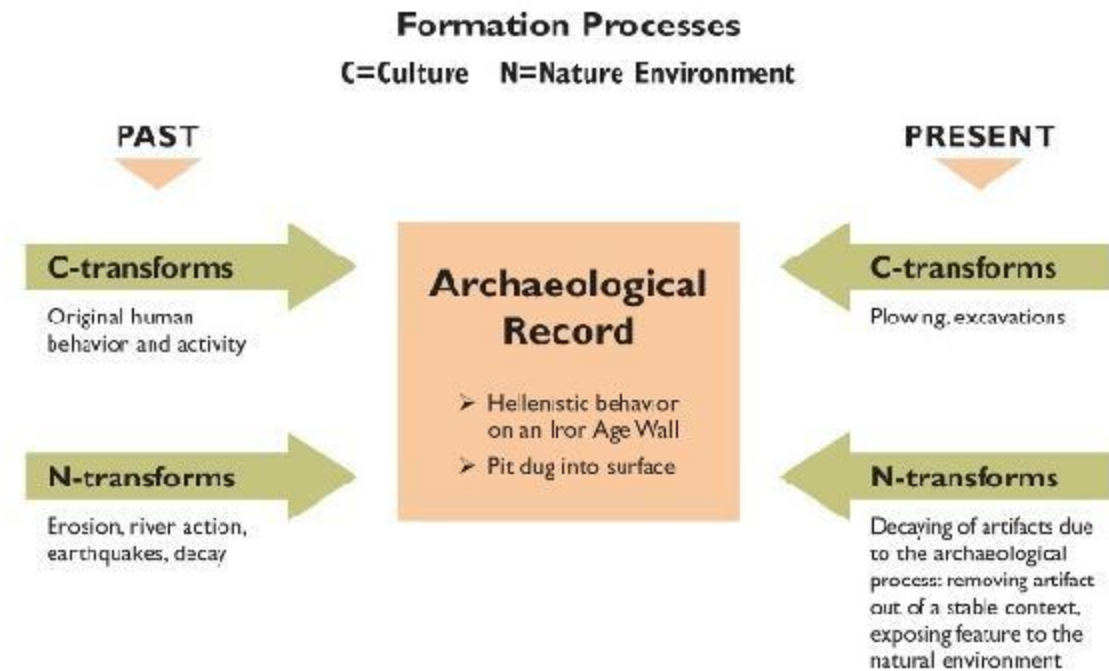 Formation Processes
C=Culture N=Nature Environment
PAST
PRESENT
C-transforms
Original human
behavior and activity
N-transforms
Erosion, river action,
earthquakes, decay
Archaeological
Record
➢ Hellenistic behavior
on an Iror Age Wall
➢ Pit dug into surface
C-transforms
Plowing, excavations
N-transforms
Decaying of artifacts due
to the archaeological
process: removing artifact
out of a stable context,
exposing feature to the
natural environment